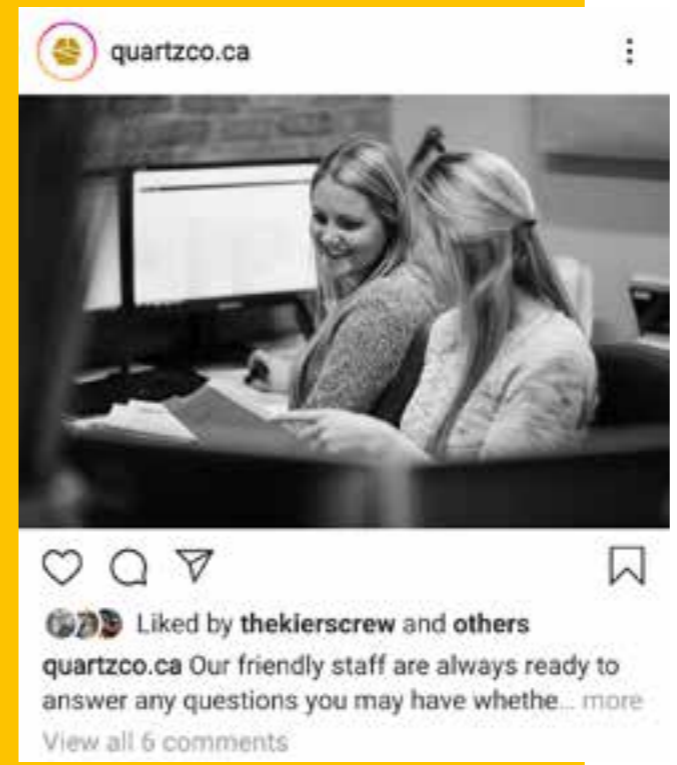 quartzco.ca
Liked by thekierscrew and others
quartzco.ca Our friendly staff are always ready to
answer any questions you may have whethe... more
View all 6 comments